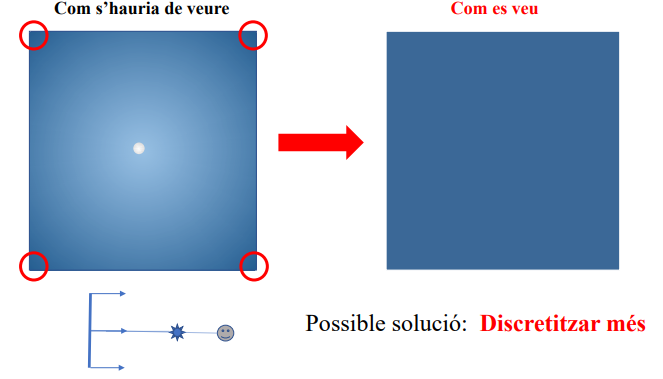 Com s’hauria de veure
Com es veu
Possible solució: Discretitzar més